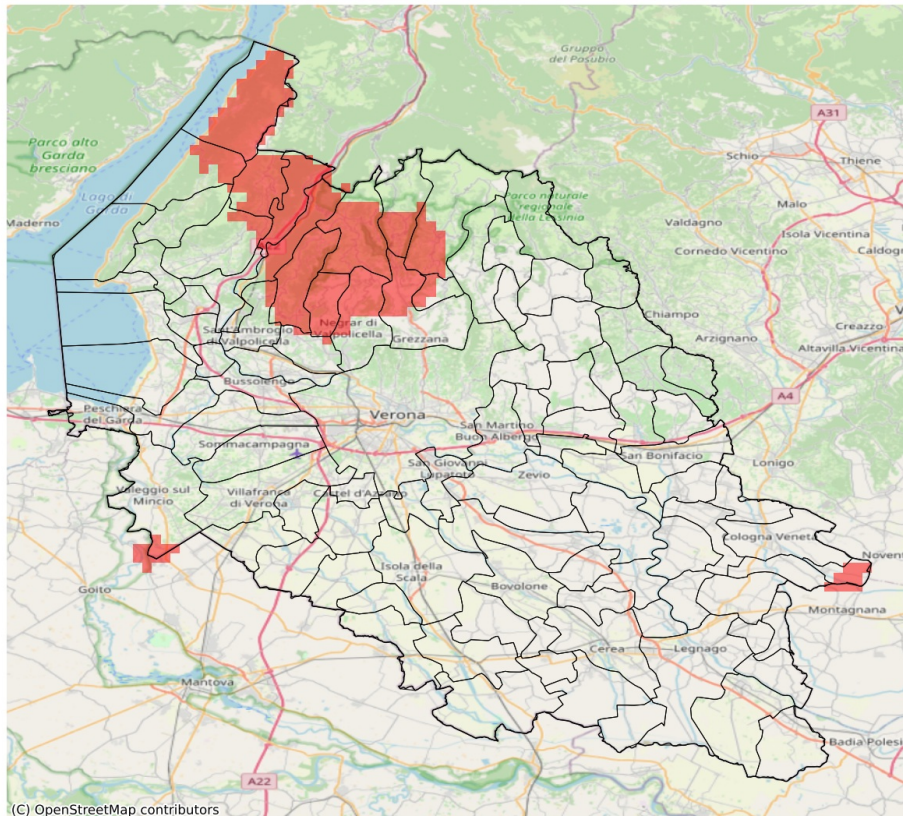 Gruppo
del Pasubio
A31
Schio
Thiene
Parco alto
Garda
bresciano
Lago di
Garda
Parco naturale
regionale
della Lessinia
Malo
Maderno
Valdagno
Isola Vicentina
Cornedo Vicentino
Caldogn
Chiampo
Creazzo
V
Sant'Ambrogio
di Valpolicella
Negrar di
Valpolicella
Grezzana
Arzignano
Altavilla Vicentina
Bussolengo
A4
Peschiera
del Garda
Verona
San Martino
Buon Albergo
Sommacampagna
San Bonifacio
Lonigo
San Giovanni
Lupatoto
Zevio
Valeggio sul
Mincio
Villafranca
di Verona
Castel d'Azzano
Cologna Veneta
Novent
Goito
Isola della
Scala
Bovolone
Montagnana
Cerea
Legnago
Mantova
Badia Polesi
A22
(C) OpenStreetMap contributors